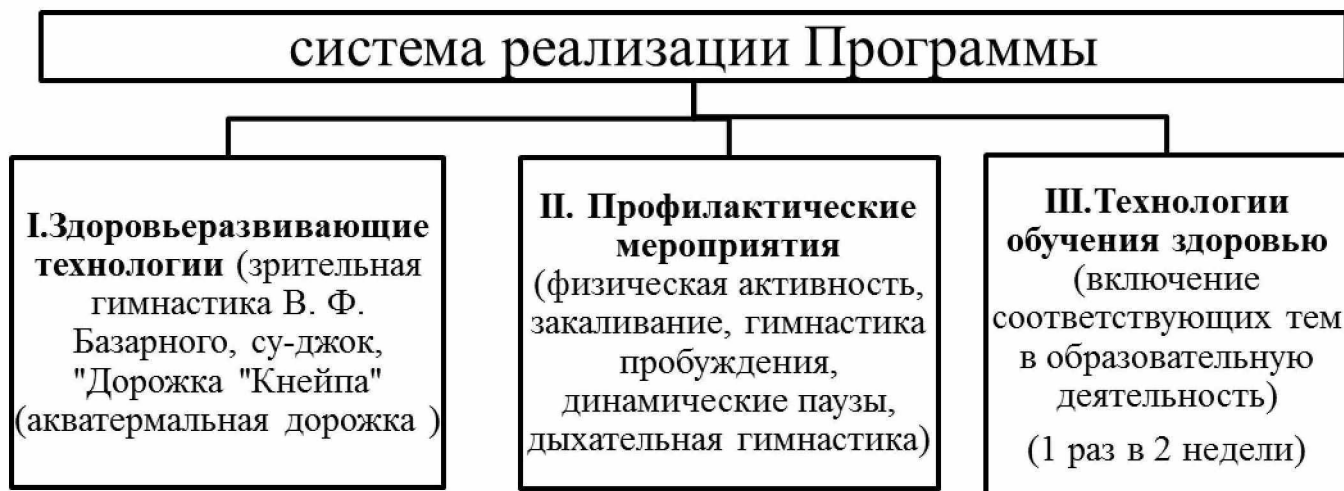 система реализации Программы
I.Здоровьеразвивающие
технологии (зрительная
гимнастика В. Ф.
Базарного, су-джок,
"Дорожка "Кнейпа"
(акватермальная дорожка )
II. Профилактические
мероприятия
(физическая активность,
закаливание, гимнастика
пробуждения,
динамические паузы,
дыхательная гимнастика)
III.Технологии
обучения здоровью
(включение
соответствующих тем
в образовательную
деятельность)
(1 раз в 2 недели)